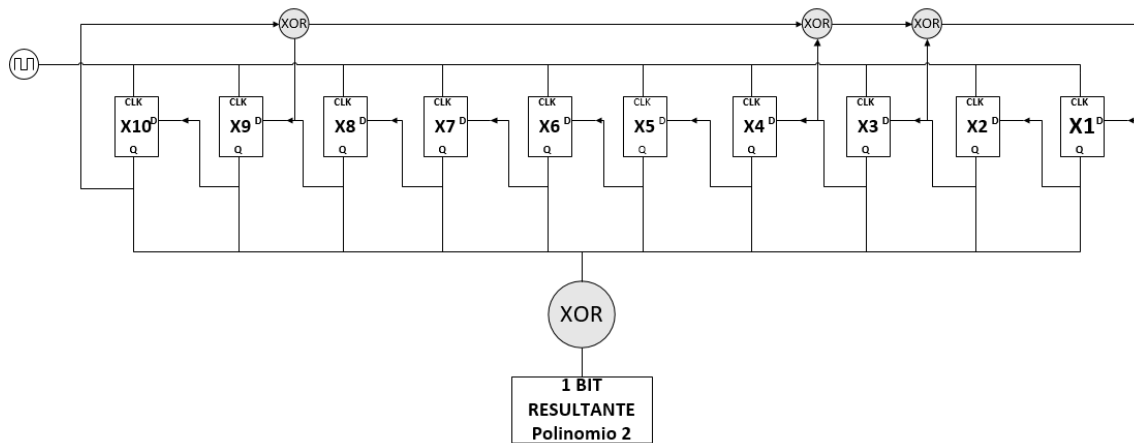 XOR XOR XOR
CLK CLK CLK CLK CLK CLK CLK CLK CLK CLK
X10 D X9 D X8 D X7 D X6 D X5 D X4 D X3 D X2 D X1 D
Q Q Q Q Q Q Q Q Q Q
XOR
1 BIT
RESULTANTE
Polinomio 2